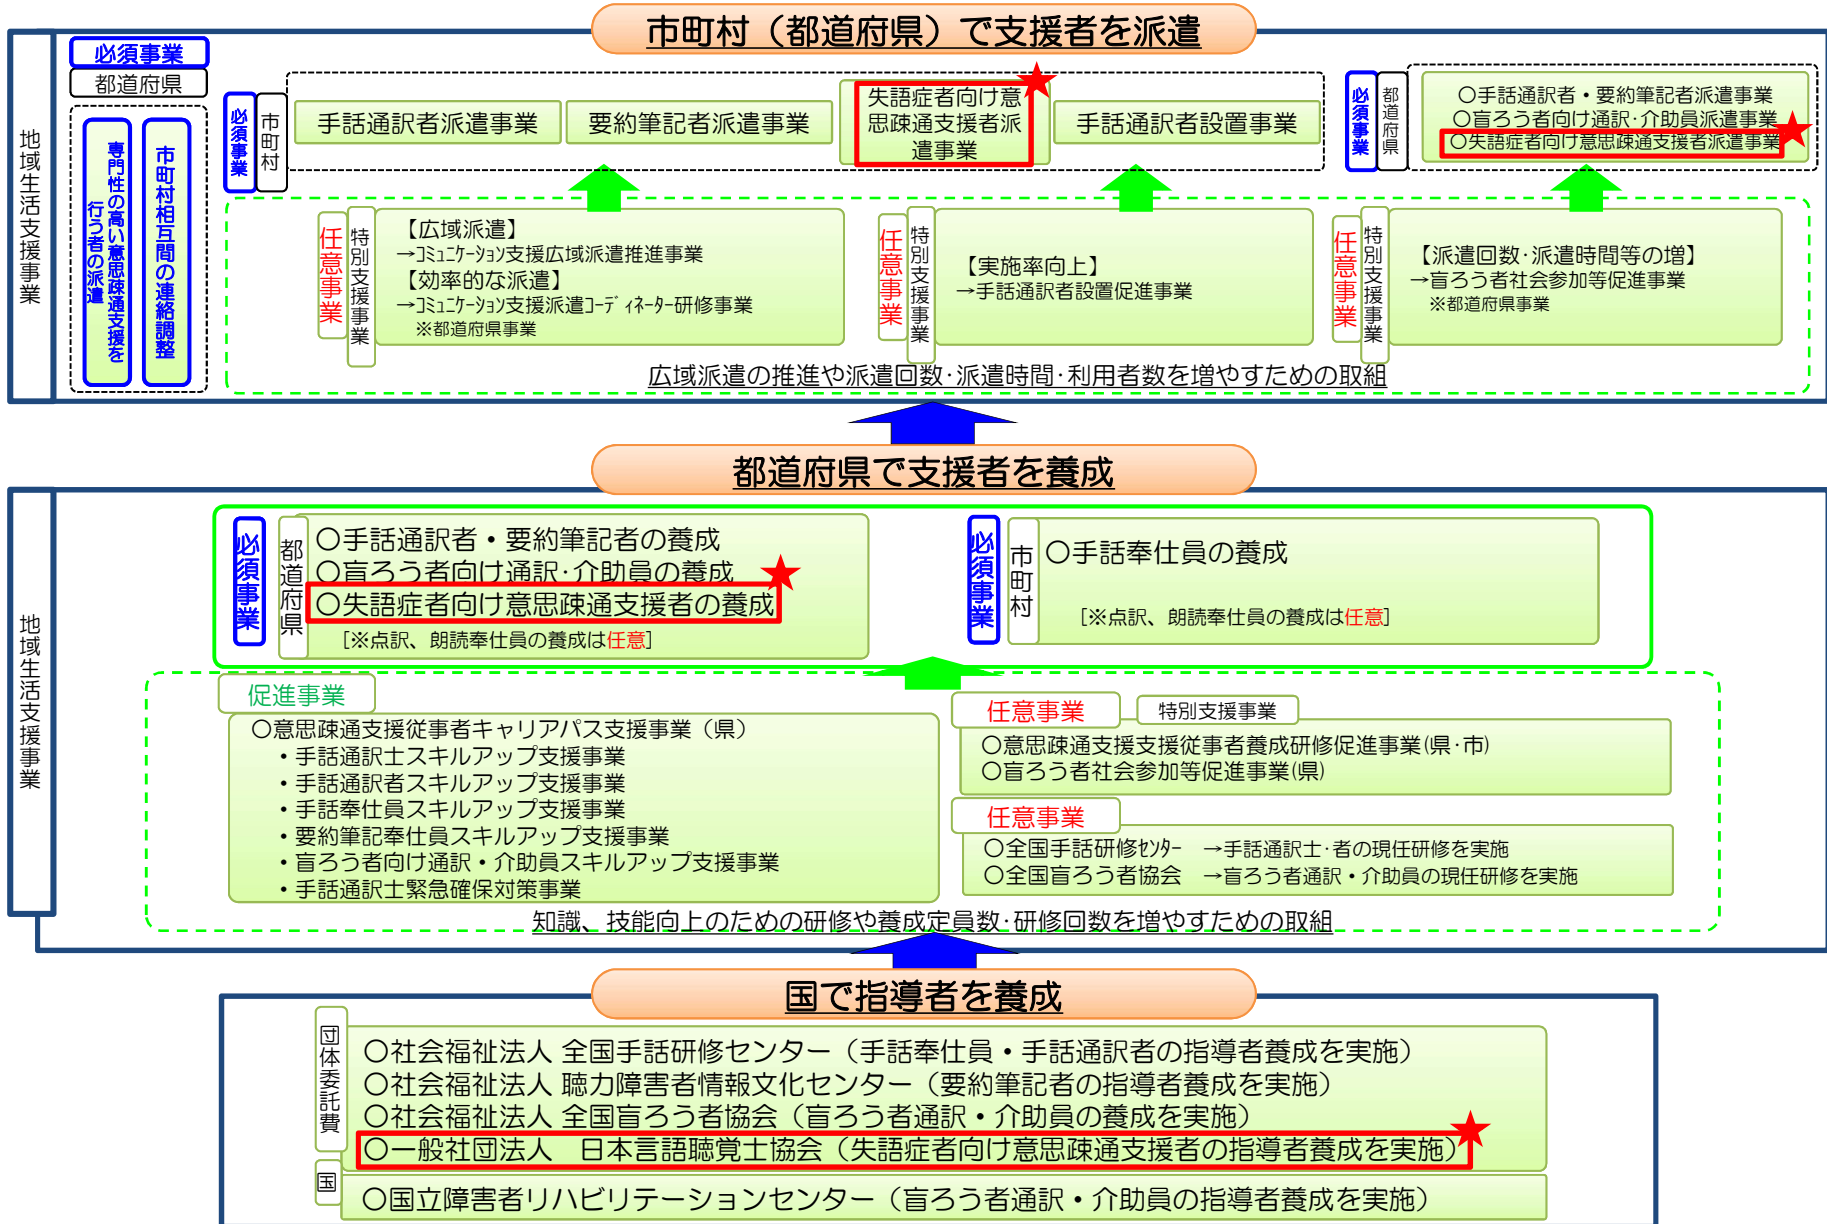 市町村（都道府県）で支援者を派遣
地域生活支援事業
必須事業
都道府県
専門性の高い意思疎通支援を
行う者の派遣
市町村相互間の連絡調整
必須事業
市町村
手話通訳者派遣事業
要約筆記者派遣事業
失語症者向け意
思疎通支援者派
遣事業
手話通訳者設置事業
必須事業
都道府県
〇手話通訳者・要約筆記者派遣事業
〇盲ろう者向け通訳･介助員派遣事業
〇失語症者向け意思疎通支援者派遣事業
任意事業
特別支援事業
【広域派遣】
→ｺﾐｭﾆｹｰｼｮﾝ支援広域派遣推進事業
【効率的な派遣】
→ｺﾐｭﾆｹｰｼｮﾝ支援派遣ｺｰﾃﾞｨﾈｰﾀｰ研修事業
※都道府県事業
任意事業
特別支援事業
【実施率向上】
→手話通訳者設置促進事業
任意事業
特別支援事業
【派遣回数･派遣時間等の増】
→盲ろう者社会参加等促進事業
※都道府県事業
広域派遣の推進や派遣回数･派遣時間･利用者数を増やすための取組
都道府県で支援者を養成
地域生活支援事業
必須事業
都道府県
〇手話通訳者・要約筆記者の養成
〇盲ろう者向け通訳･介助員の養成
〇失語症者向け意思疎通支援者の養成
[※点訳、朗読奉仕員の養成は任意]
必須事業
市町村
〇手話奉仕員の養成
[※点訳、朗読奉仕員の養成は任意]
促進事業
〇意思疎通支援従事者キャリアパス支援事業（県）
・手話通訳士スキルアップ支援事業
・手話通訳者スキルアップ支援事業
・手話奉仕員スキルアップ支援事業
・要約筆記奉仕員スキルアップ支援事業
・盲ろう者向け通訳・介助員スキルアップ支援事業
・手話通訳士緊急確保対策事業
任意事業
特別支援事業
〇意思疎通支援支援従事者養成研修促進事業(県･市)
〇盲ろう者社会参加等促進事業(県)
任意事業
〇全国手話研修ｾﾝﾀｰ　→手話通訳士･者の現任研修を実施
〇全国盲ろう者協会　→盲ろう者通訳・介助員の現任研修を実施
知識、技能向上のための研修や養成定員数･研修回数を増やすための取組
国で指導者を養成
団体委託費
〇社会福祉法人 全国手話研修センター（手話奉仕員・手話通訳者の指導者養成を実施）
〇社会福祉法人 聴力障害者情報文化センター（要約筆記者の指導者養成を実施）
〇社会福祉法人 全国盲ろう者協会（盲ろう者通訳・介助員の養成を実施）
〇一般社団法人　日本言語聴覚士協会（失語症者向け意思疎通支援者の指導者養成を実施）
国
〇国立障害者リハビリテーションセンター（盲ろう者通訳・介助員の指導者養成を実施）